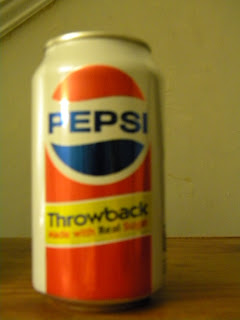 PEPSI
Throwback
Made with Real Sugar